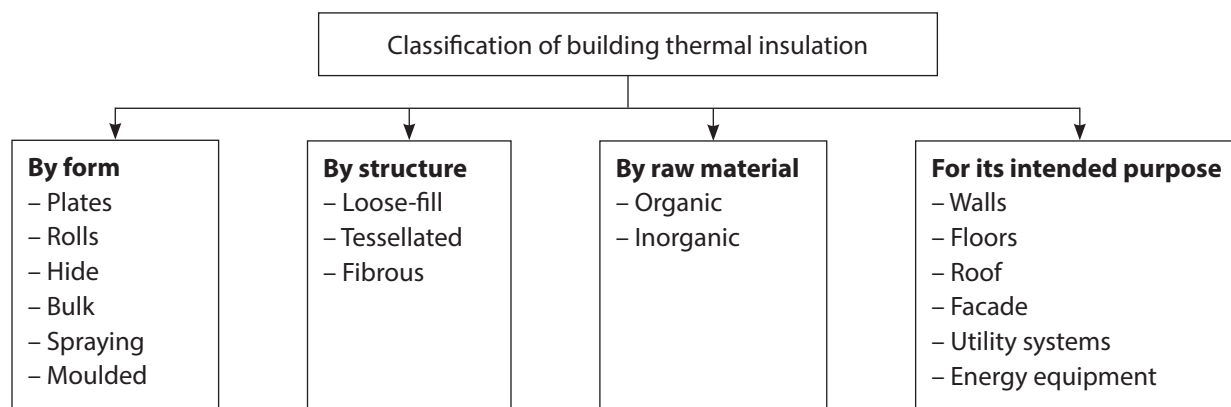 Classification of building thermal insulation
By form
– Plates
– Rolls
– Hide
– Bulk
– Spraying
– Moulded
By structure
– Loose-fill
– Tessellated
– Fibrous
By raw material
– Organic
– Inorganic
For its intended purpose
– Walls
– Floors
– Roof
– Facade
– Utility systems
– Energy equipment